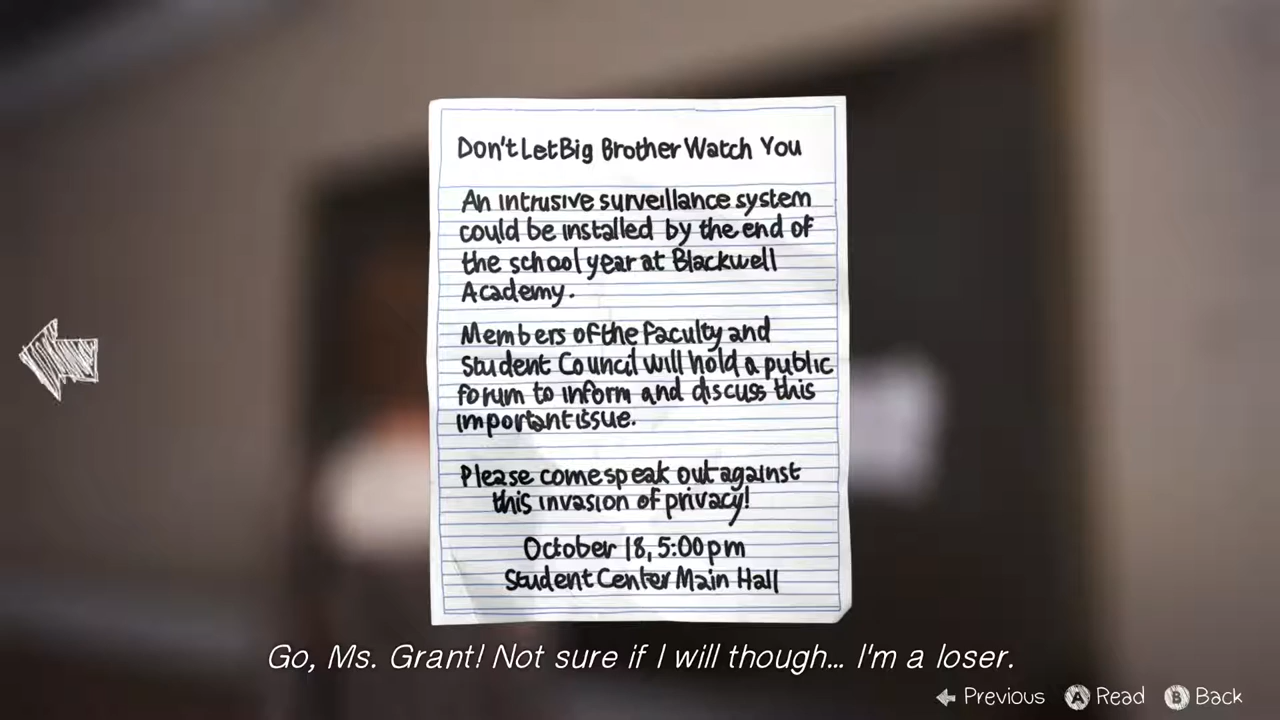 Don't Let Big Brother Watch You
An intrusive surveillance system
could be installed by the end of
the school year at Blackwell
Academy.
Members of the faculty and
Student Council will hold a public
forum to inform and discuss this
important issue.
Please come speak out against
this invasion of privacy!
October 18, 5:00pm
Student Center Main Hall
Go, Ms. Grant! Not sure if I will though... I'm a loser.
Previous A Read B Back